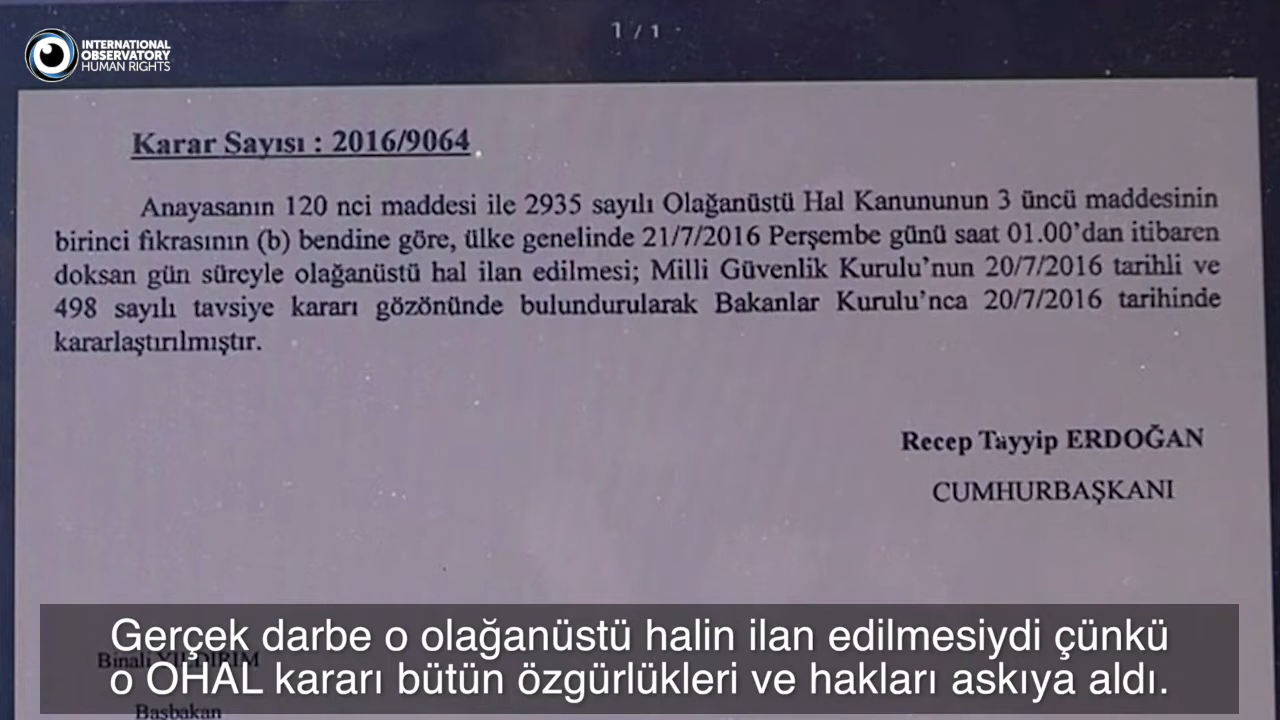 1 / 1
INTERNATIONAL
OBSERVATORY
HUMAN RIGHTS
Karar Sayısı : 2016/9064
Anayasanın 120 nci maddesi ile 2935 sayılı Olağanüstü Hal Kanununun 3 üncü maddesinin
birinci fıkrasının (b) bendine göre, ülke genelinde 21/7/2016 Perşembe günü saat 01.00’dan itibaren
doksan gün süreyle olağanüstü hal ilan edilmesi; Milli Güvenlik Kurulu’nun 20/7/2016 tarihli ve
498 sayılı tavsiye kararı gözönünde bulundurularak Bakanlar Kurulu’nca 20/7/2016 tarihinde
kararlaştırılmıştır.
Recep Tayyip ERDOĞAN
CUMHURBAŞKANI
Gerçek darbe o olağanüstü halin ilan edilmesiydi çünkü
Binali YILDIRIM
o OHAL kararı bütün özgürlükleri ve hakları askıya aldı.
Başbakan